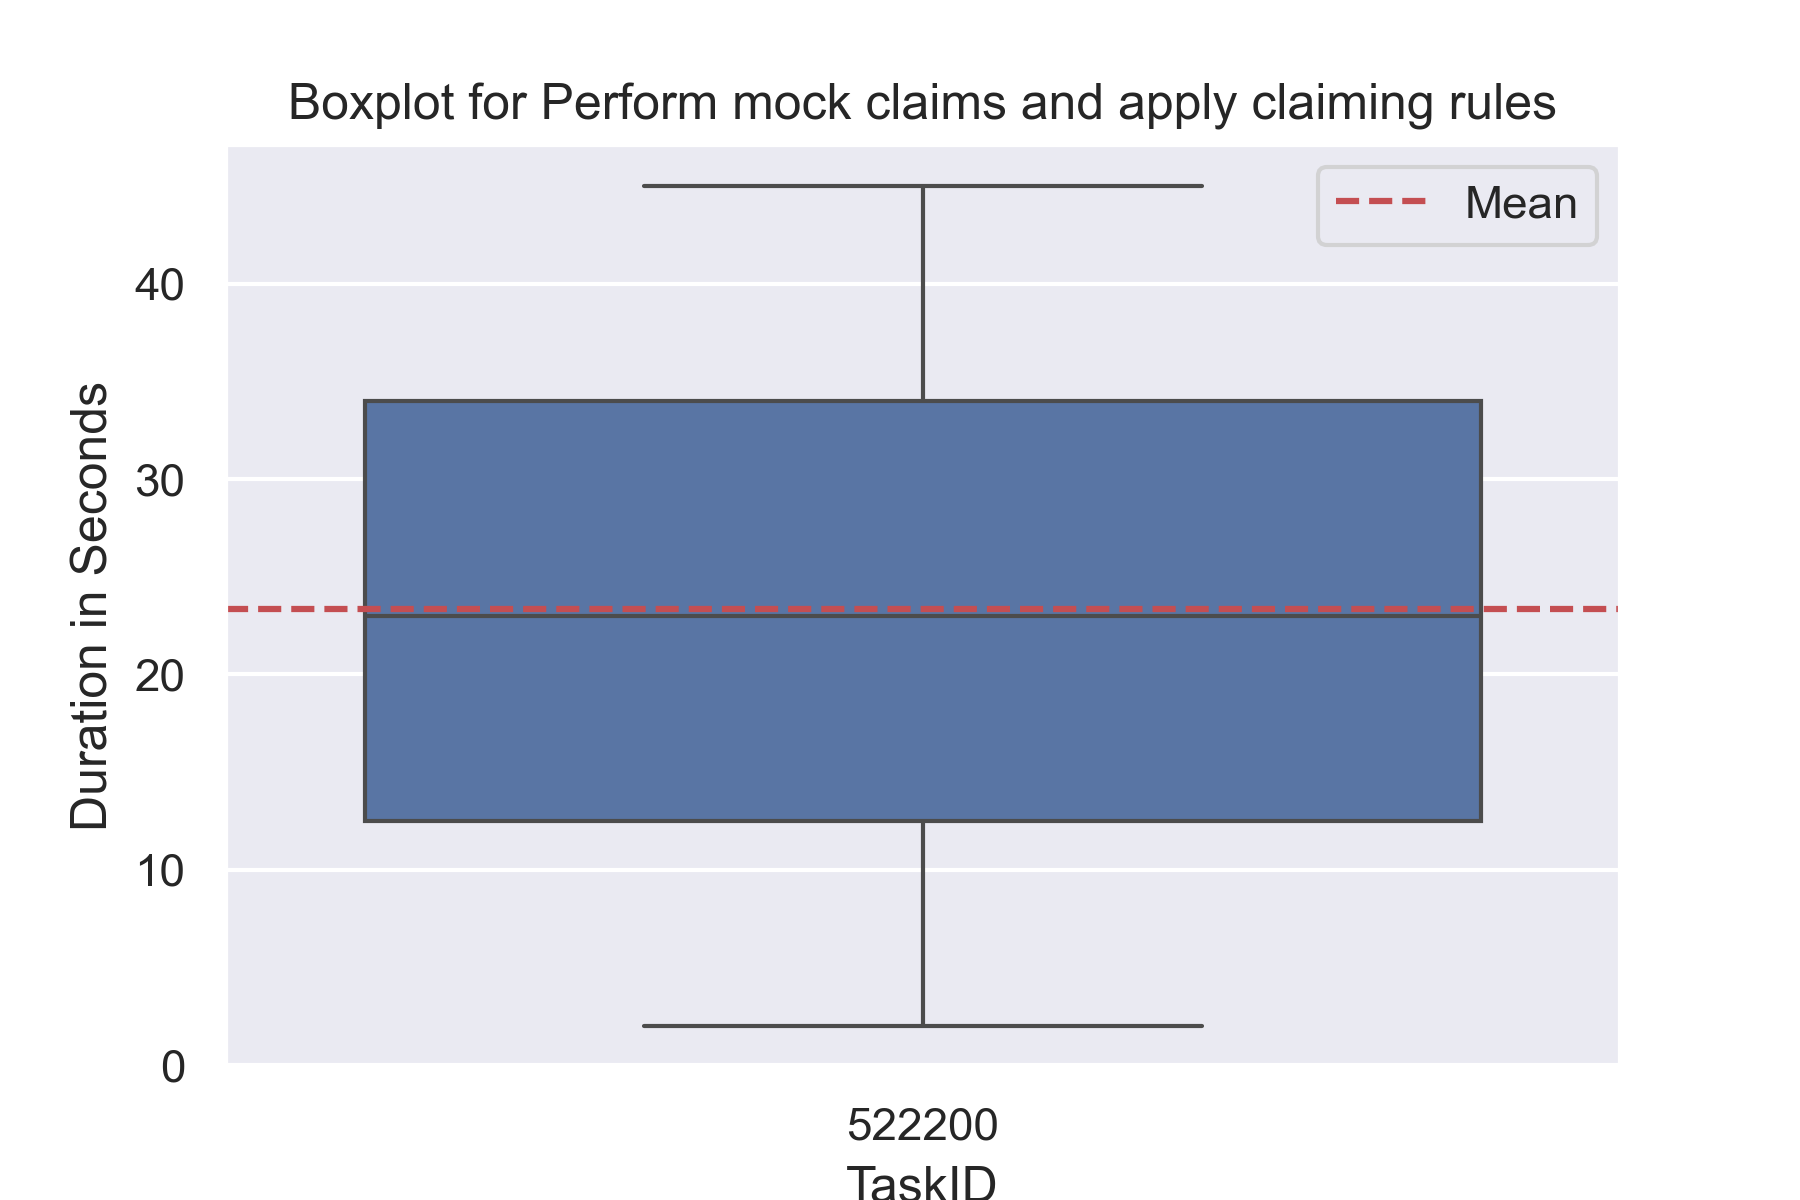 Boxplot for Perform mock claims and apply claiming rules
Mean
40
30
20
10
0
Duration in Seconds
522200
TaskID